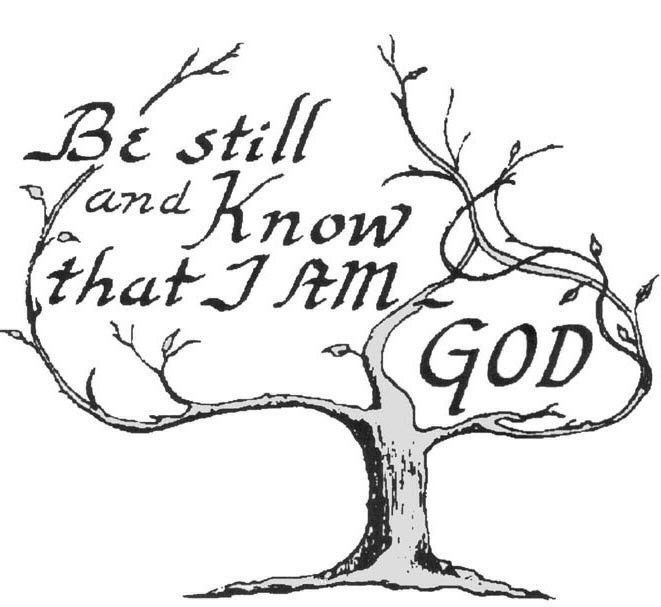 Be still
and Know
that I AM
GOD